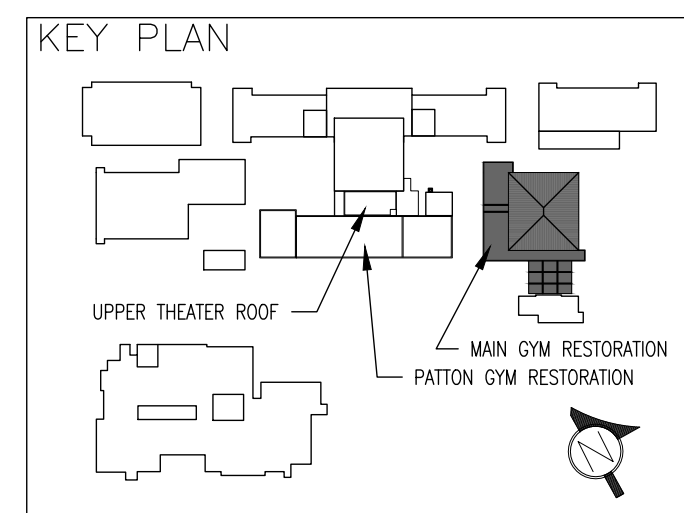 KEY PLAN
UPPER THEATER ROOF
MAIN GYM RESTORATION
PATTON GYM RESTORATION
N